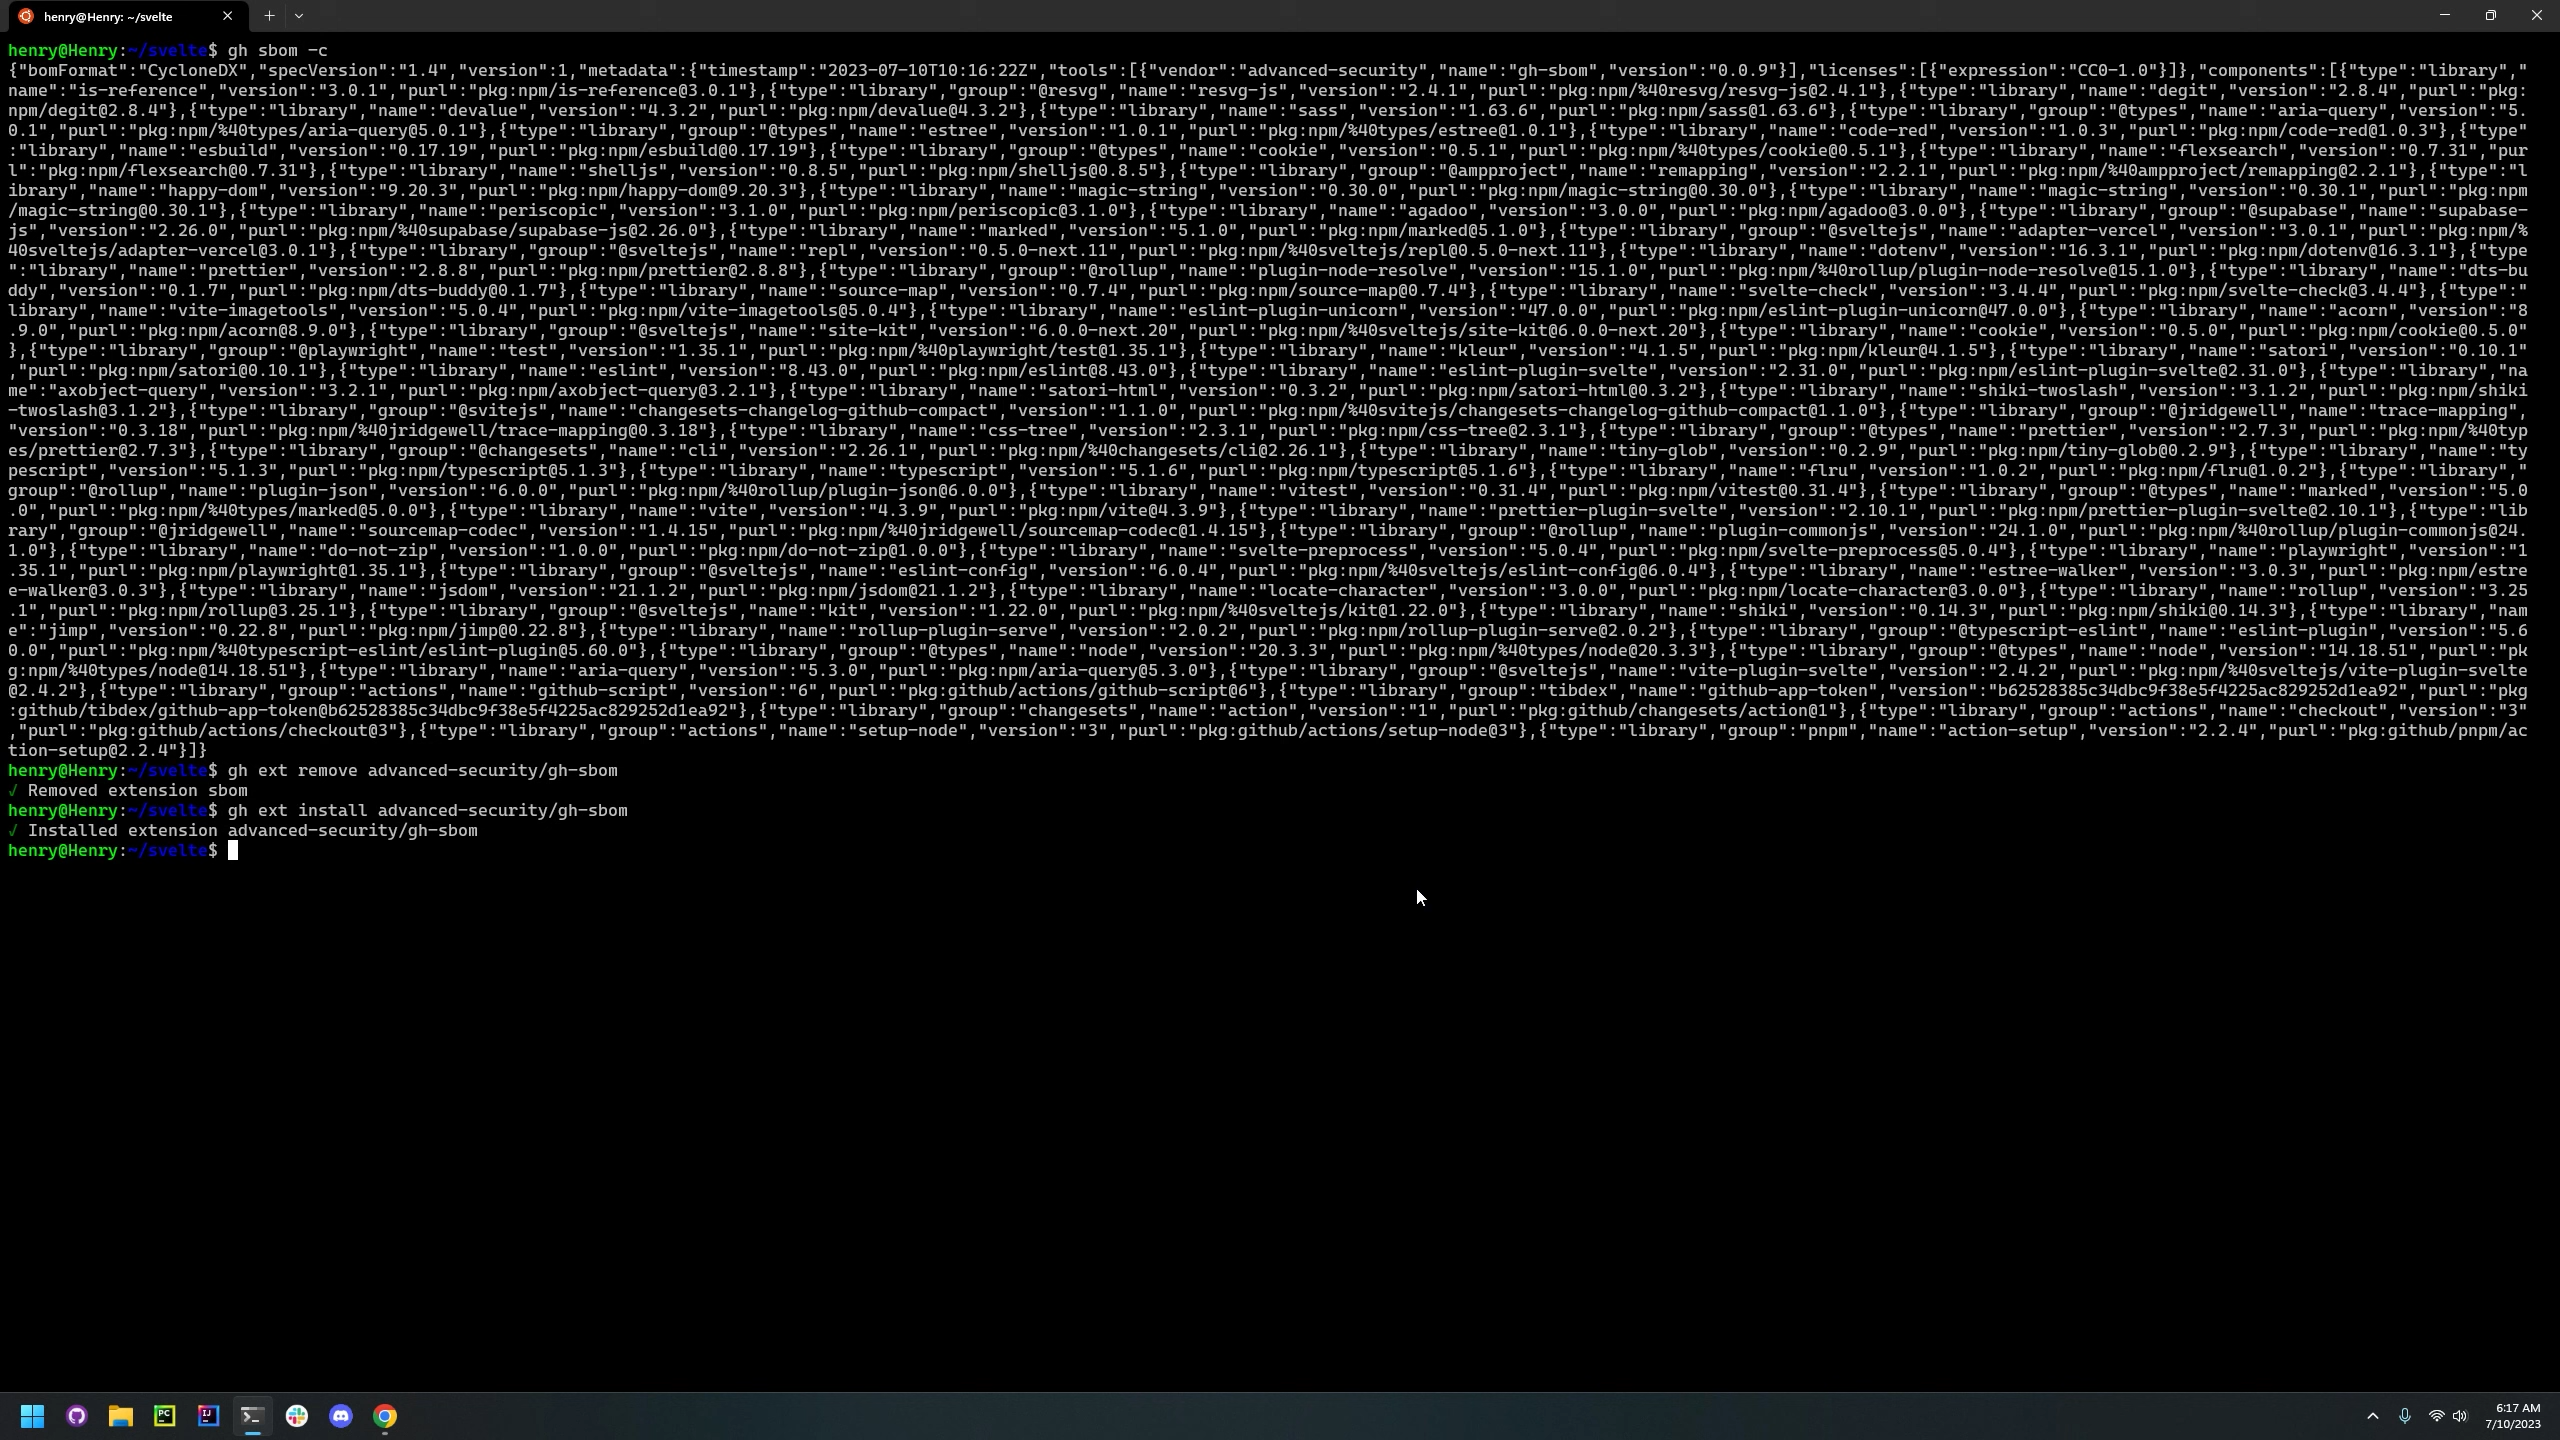 henry@Henry: ~/svelte
henry@Henry:~/svelte$ gh sbom -c
{"bomFormat":"CycloneDX","specVersion":"1.4","version":1,"metadata":{"timestamp":"2023-07-10T10:16:22Z","tools":[{"vendor":"advanced-security","name":"gh-sbom","version":"0.0.9"}],"licenses":[{"expression":"CC0-1.0"}]},"components":[{"type":"library","
name":"is-reference","version":"3.0.1","purl":"pkg:npm/is-reference@3.0.1"},{"type":"library","group":"@resvg","name":"resvg-js","version":"2.4.1","purl":"pkg:npm/%40resvg/resvg-js@2.4.1"},{"type":"library","name":"degit","version":"2.8.4","purl":"pkg:
npm/degit@2.8.4"},{"type":"library","name":"devalue","version":"4.3.2","purl":"pkg:npm/devalue@4.3.2"},{"type":"library","name":"sass","version":"1.63.6","purl":"pkg:npm/sass@1.63.6"},{"type":"library","group":"@types","name":"aria-query","version":"5.
0.1","purl":"pkg:npm/%40types/aria-query@5.0.1"},{"type":"library","group":"@types","name":"estree","version":"1.0.1","purl":"pkg:npm/%40types/estree@1.0.1"},{"type":"library","name":"code-red","version":"1.0.3","purl":"pkg:npm/code-red@1.0.3"},{"type"
:"library","name":"esbuild","version":"0.17.19","purl":"pkg:npm/esbuild@0.17.19"},{"type":"library","group":"@types","name":"cookie","version":"0.5.1","purl":"pkg:npm/%40types/cookie@0.5.1"},{"type":"library","name":"flexsearch","version":"0.7.31","pur
l":"pkg:npm/flexsearch@0.7.31"},{"type":"library","name":"shelljs","version":"0.8.5","purl":"pkg:npm/shelljs@0.8.5"},{"type":"library","group":"@ampproject","name":"remapping","version":"2.2.1","purl":"pkg:npm/%40ampproject/remapping@2.2.1"},{"type":"l
ibrary","name":"happy-dom","version":"9.20.3","purl":"pkg:npm/happy-dom@9.20.3"},{"type":"library","name":"magic-string","version":"0.30.0","purl":"pkg:npm/magic-string@0.30.0"},{"type":"library","name":"magic-string","version":"0.30.1","purl":"pkg:npm
/magic-string@0.30.1"},{"type":"library","name":"periscopic","version":"3.1.0","purl":"pkg:npm/periscopic@3.1.0"},{"type":"library","name":"agadoo","version":"3.0.0","purl":"pkg:npm/agadoo@3.0.0"},{"type":"library","group":"@supabase","name":"supabase-
js","version":"2.26.0","purl":"pkg:npm/%40supabase/supabase-js@2.26.0"},{"type":"library","name":"marked","version":"5.1.0","purl":"pkg:npm/marked@5.1.0"},{"type":"library","group":"@sveltejs","name":"adapter-vercel","version":"3.0.1","purl":"pkg:npm/%
40sveltejs/adapter-vercel@3.0.1"},{"type":"library","group":"@sveltejs","name":"repl","version":"0.5.0-next.11","purl":"pkg:npm/%40sveltejs/repl@0.5.0-next.11"},{"type":"library","name":"dotenv","version":"16.3.1","purl":"pkg:npm/dotenv@16.3.1"},{"type
":"library","name":"prettier","version":"2.8.8","purl":"pkg:npm/prettier@2.8.8"},{"type":"library","group":"@rollup","name":"plugin-node-resolve","version":"15.1.0","purl":"pkg:npm/%40rollup/plugin-node-resolve@15.1.0"},{"type":"library","name":"dts-bu
ddy","version":"0.1.7","purl":"pkg:npm/dts-buddy@0.1.7"},{"type":"library","name":"source-map","version":"0.7.4","purl":"pkg:npm/source-map@0.7.4"},{"type":"library","name":"svelte-check","version":"3.4.4","purl":"pkg:npm/svelte-check@3.4.4"},{"type":"
library","name":"vite-imagetools","version":"5.0.4","purl":"pkg:npm/vite-imagetools@5.0.4"},{"type":"library","name":"eslint-plugin-unicorn","version":"47.0.0","purl":"pkg:npm/eslint-plugin-unicorn@47.0.0"},{"type":"library","name":"acorn","version":"8
.9.0","purl":"pkg:npm/acorn@8.9.0"},{"type":"library","group":"@sveltejs","name":"site-kit","version":"6.0.0-next.20","purl":"pkg:npm/%40sveltejs/site-kit@6.0.0-next.20"},{"type":"library","name":"cookie","version":"0.5.0","purl":"pkg:npm/cookie@0.5.0"
},{"type":"library","group":"@playwright","name":"test","version":"1.35.1","purl":"pkg:npm/%40playwright/test@1.35.1"},{"type":"library","name":"kleur","version":"4.1.5","purl":"pkg:npm/kleur@4.1.5"},{"type":"library","name":"satori","version":"0.10.1"
,"purl":"pkg:npm/satori@0.10.1"},{"type":"library","name":"eslint","version":"8.43.0","purl":"pkg:npm/eslint@8.43.0"},{"type":"library","name":"eslint-plugin-svelte","version":"2.31.0","purl":"pkg:npm/eslint-plugin-svelte@2.31.0"},{"type":"library","na
me":"axobject-query","version":"3.2.1","purl":"pkg:npm/axobject-query@3.2.1"},{"type":"library","name":"satori-html","version":"0.3.2","purl":"pkg:npm/satori-html@0.3.2"},{"type":"library","name":"shiki-twoslash","version":"3.1.2","purl":"pkg:npm/shiki
-twoslash@3.1.2"},{"type":"library","group":"@svitejs","name":"changesets-changelog-github-compact","version":"1.1.0","purl":"pkg:npm/%40svitejs/changesets-changelog-github-compact@1.1.0"},{"type":"library","group":"@jridgewell","name":"trace-mapping",
"version":"0.3.18","purl":"pkg:npm/%40jridgewell/trace-mapping@0.3.18"},{"type":"library","name":"css-tree","version":"2.3.1","purl":"pkg:npm/css-tree@2.3.1"},{"type":"library","group":"@types","name":"prettier","version":"2.7.3","purl":"pkg:npm/%40typ
es/prettier@2.7.3"},{"type":"library","group":"@changesets","name":"cli","version":"2.26.1","purl":"pkg:npm/%40changesets/cli@2.26.1"},{"type":"library","name":"tiny-glob","version":"0.2.9","purl":"pkg:npm/tiny-glob@0.2.9"},{"type":"library","name":"ty
pescript","version":"5.1.3","purl":"pkg:npm/typescript@5.1.3"},{"type":"library","name":"typescript","version":"5.1.6","purl":"pkg:npm/typescript@5.1.6"},{"type":"library","name":"flru","version":"1.0.2","purl":"pkg:npm/flru@1.0.2"},{"type":"library","
group":"@rollup","name":"plugin-json","version":"6.0.0","purl":"pkg:npm/%40rollup/plugin-json@6.0.0"},{"type":"library","name":"vitest","version":"0.31.4","purl":"pkg:npm/vitest@0.31.4"},{"type":"library","group":"@types","name":"marked","version":"5.0
.0","purl":"pkg:npm/%40types/marked@5.0.0"},{"type":"library","name":"vite","version":"4.3.9","purl":"pkg:npm/vite@4.3.9"},{"type":"library","name":"prettier-plugin-svelte","version":"2.10.1","purl":"pkg:npm/prettier-plugin-svelte@2.10.1"},{"type":"lib
rary","group":"@jridgewell","name":"sourcemap-codec","version":"1.4.15","purl":"pkg:npm/%40jridgewell/sourcemap-codec@1.4.15"},{"type":"library","group":"@rollup","name":"plugin-commonjs","version":"24.1.0","purl":"pkg:npm/%40rollup/plugin-commonjs@24.
1.0"},{"type":"library","name":"do-not-zip","version":"1.0.0","purl":"pkg:npm/do-not-zip@1.0.0"},{"type":"library","name":"svelte-preprocess","version":"5.0.4","purl":"pkg:npm/svelte-preprocess@5.0.4"},{"type":"library","name":"playwright","version":"1
.35.1","purl":"pkg:npm/playwright@1.35.1"},{"type":"library","group":"@sveltejs","name":"eslint-config","version":"6.0.4","purl":"pkg:npm/%40sveltejs/eslint-config@6.0.4"},{"type":"library","name":"estree-walker","version":"3.0.3","purl":"pkg:npm/estre
e-walker@3.0.3"},{"type":"library","name":"jsdom","version":"21.1.2","purl":"pkg:npm/jsdom@21.1.2"},{"type":"library","name":"locate-character","version":"3.0.0","purl":"pkg:npm/locate-character@3.0.0"},{"type":"library","name":"rollup","version":"3.25
.1","purl":"pkg:npm/rollup@3.25.1"},{"type":"library","group":"@sveltejs","name":"kit","version":"1.22.0","purl":"pkg:npm/%40sveltejs/kit@1.22.0"},{"type":"library","name":"shiki","version":"0.14.3","purl":"pkg:npm/shiki@0.14.3"},{"type":"library","nam
e":"jimp","version":"0.22.8","purl":"pkg:npm/jimp@0.22.8"},{"type":"library","name":"rollup-plugin-serve","version":"2.0.2","purl":"pkg:npm/rollup-plugin-serve@2.0.2"},{"type":"library","group":"@typescript-eslint","name":"eslint-plugin","version":"5.6
0.0","purl":"pkg:npm/%40typescript-eslint/eslint-plugin@5.60.0"},{"type":"library","group":"@types","name":"node","version":"20.3.3","purl":"pkg:npm/%40types/node@20.3.3"},{"type":"library","group":"@types","name":"node","version":"14.18.51","purl":"pk
g:npm/%40types/node@14.18.51"},{"type":"library","name":"aria-query","version":"5.3.0","purl":"pkg:npm/aria-query@5.3.0"},{"type":"library","group":"@sveltejs","name":"vite-plugin-svelte","version":"2.4.2","purl":"pkg:npm/%40sveltejs/vite-plugin-svelte
@2.4.2"},{"type":"library","group":"actions","name":"github-script","version":"6","purl":"pkg:github/actions/github-script@6"},{"type":"library","group":"tibdex","name":"github-app-token","version":"b62528385c34dbc9f38e5f4225ac829252d1ea92","purl":"pkg
:github/tibdex/github-app-token@b62528385c34dbc9f38e5f4225ac829252d1ea92"},{"type":"library","group":"changesets","name":"action","version":"1","purl":"pkg:github/changesets/action@1"},{"type":"library","group":"actions","name":"checkout","version":"3"
,"purl":"pkg:github/actions/checkout@3"},{"type":"library","group":"actions","name":"setup-node","version":"3","purl":"pkg:github/actions/setup-node@3"},{"type":"library","group":"pnpm","name":"action-setup","version":"2.2.4","purl":"pkg:github/pnpm/ac
tion-setup@2.2.4"}]}
henry@Henry:~/svelte$ gh ext remove advanced-security/gh-sbom
✓ Removed extension sbom
henry@Henry:~/svelte$ gh ext install advanced-security/gh-sbom
✓ Installed extension advanced-security/gh-sbom
henry@Henry:~/svelte$
PC
IJ
6:17 AM
7/10/2023